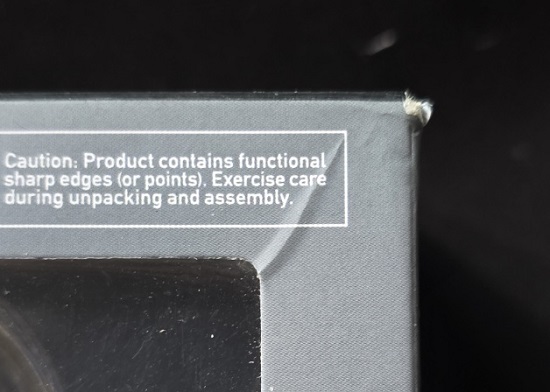 Caution: Product contains functional
sharp edges (or points). Exercise care
during unpacking and assembly.